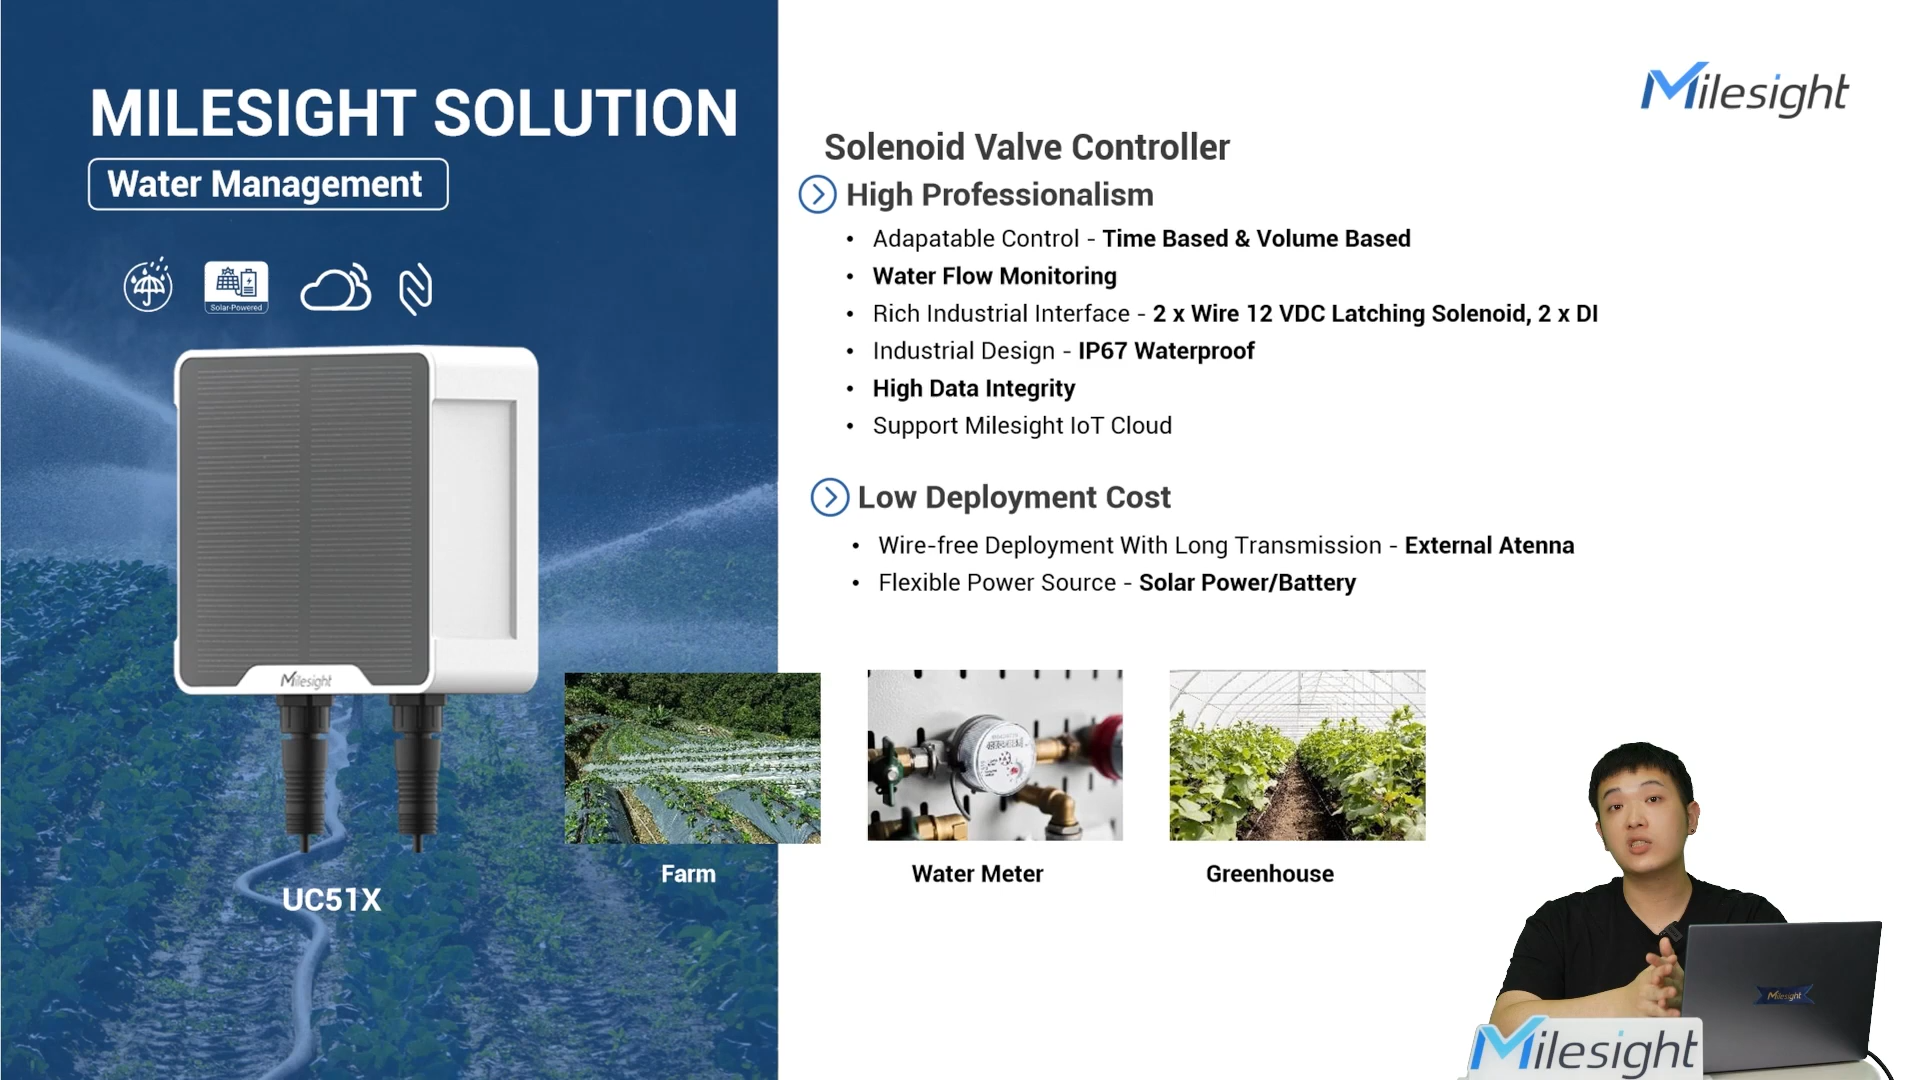 MILESIGHT SOLUTION
Water Management
Solar-Powered
Milesight
UC51X
Milesight
Solenoid Valve Controller
High Professionalism
• Adapatable Control - Time Based & Volume Based
• Water Flow Monitoring
• Rich Industrial Interface - 2 x Wire 12 VDC Latching Solenoid, 2 x DI
• Industrial Design - IP67 Waterproof
• High Data Integrity
• Support Milesight IoT Cloud
Low Deployment Cost
• Wire-free Deployment With Long Transmission - External Atenna
• Flexible Power Source - Solar Power/Battery
Farm
Water Meter
Greenhouse
Milesight
Milesight